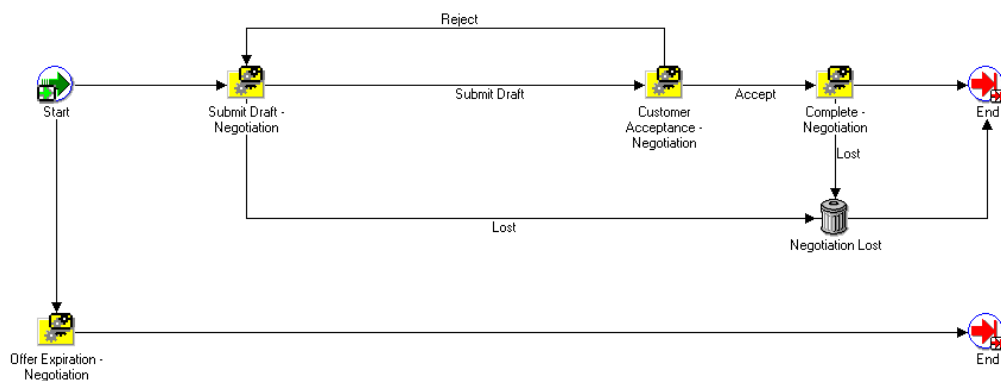 Reject
Start
Submit Draft -
Negotiation
Submit Draft
Customer
Acceptance -
Negotiation
Accept
Complete -
Negotiation
End
Lost
Lost
Negotiation Lost
Offer Expiration -
Negotiation
End